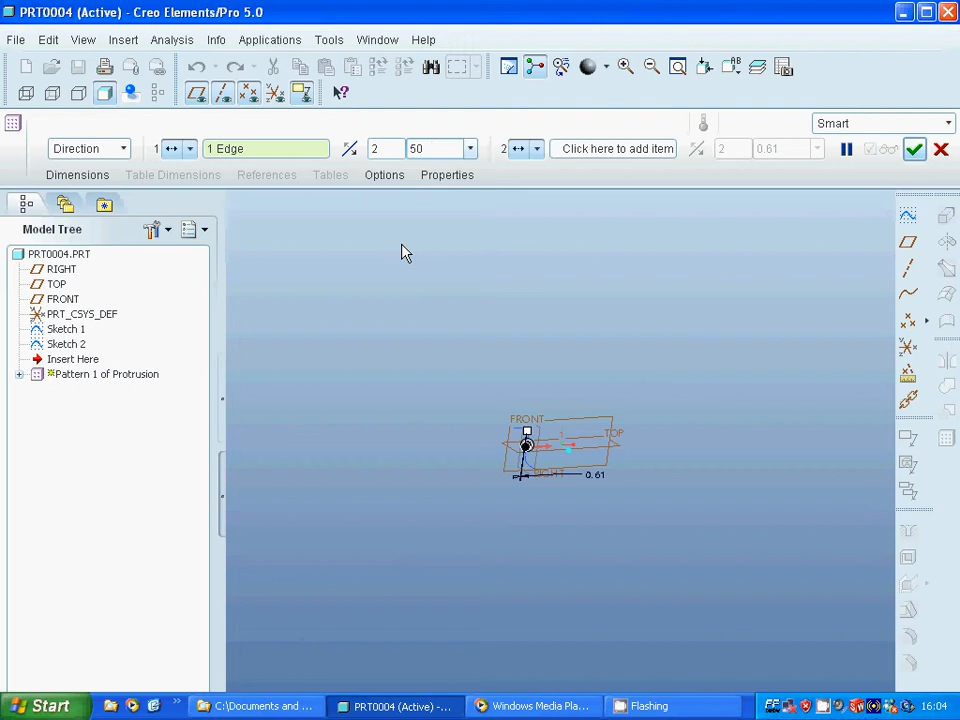 PRT0004 (Active) - Creo Elements/Pro 5.0
File Edit View Insert Analysis Info Applications Tools Window Help
Smart
Direction 1 1 Edge 2 50 2 Click here to add item 2 0.61
Dimensions Table Dimensions References Tables Options Properties
Model Tree
PRT0004.PRT
RIGHT
TOP
FRONT
PRT_CSYS_DEF
Sketch 1
Sketch 2
Insert Here
Pattern 1 of Protrusion
FRONT
TOP
1
RIGHT
0.61
Start C:\Documents and ... PRT0004 (Active) -... Windows Media Pla... Flashing 16:04